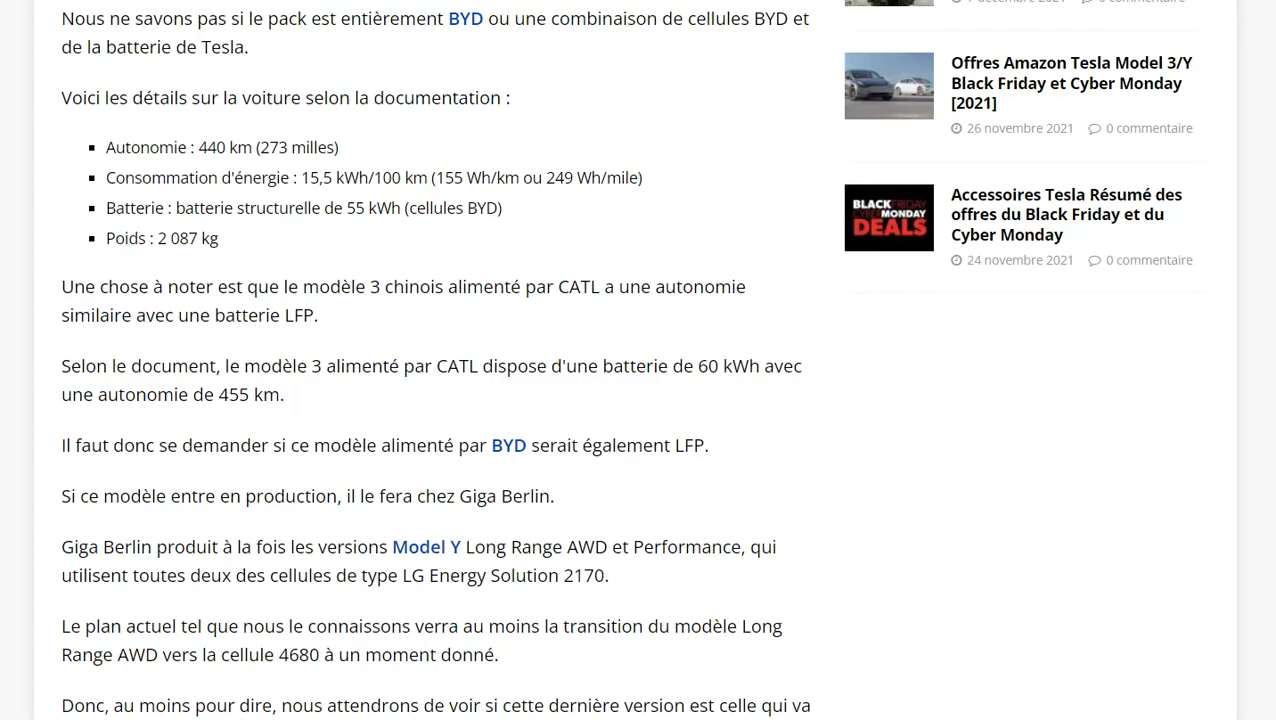 Nous ne savons pas si le pack est entièrement BYD ou une combinaison de cellules BYD et
de la batterie de Tesla.
Voici les détails sur la voiture selon la documentation :
Autonomie : 440 km (273 milles)
Consommation d'énergie : 15,5 kWh/100 km (155 Wh/km ou 249 Wh/mile)
Batterie : batterie structurelle de 55 kWh (cellules BYD)
Poids : 2 087 kg
Une chose à noter est que le modèle 3 chinois alimenté par CATL a une autonomie
similaire avec une batterie LFP.
Selon le document, le modèle 3 alimenté par CATL dispose d'une batterie de 60 kWh avec
une autonomie de 455 km.
Il faut donc se demander si ce modèle alimenté par BYD serait également LFP.
Si ce modèle entre en production, il le fera chez Giga Berlin.
Giga Berlin produit à la fois les versions Model Y Long Range AWD et Performance, qui
utilisent toutes deux des cellules de type LG Energy Solution 2170.
Le plan actuel tel que nous le connaissons verra au moins la transition du modèle Long
Range AWD vers la cellule 4680 à un moment donné.
Donc, au moins pour dire, nous attendrons de voir si cette dernière version est celle qui va
7 décembre 2021 0 commentaire
Offres Amazon Tesla Model 3/Y
Black Friday et Cyber Monday
[2021]
26 novembre 2021 0 commentaire
BLACK FRIDAY
CYBER MONDAY
DEALS
Accessoires Tesla Résumé des
offres du Black Friday et du
Cyber Monday
24 novembre 2021 0 commentaire